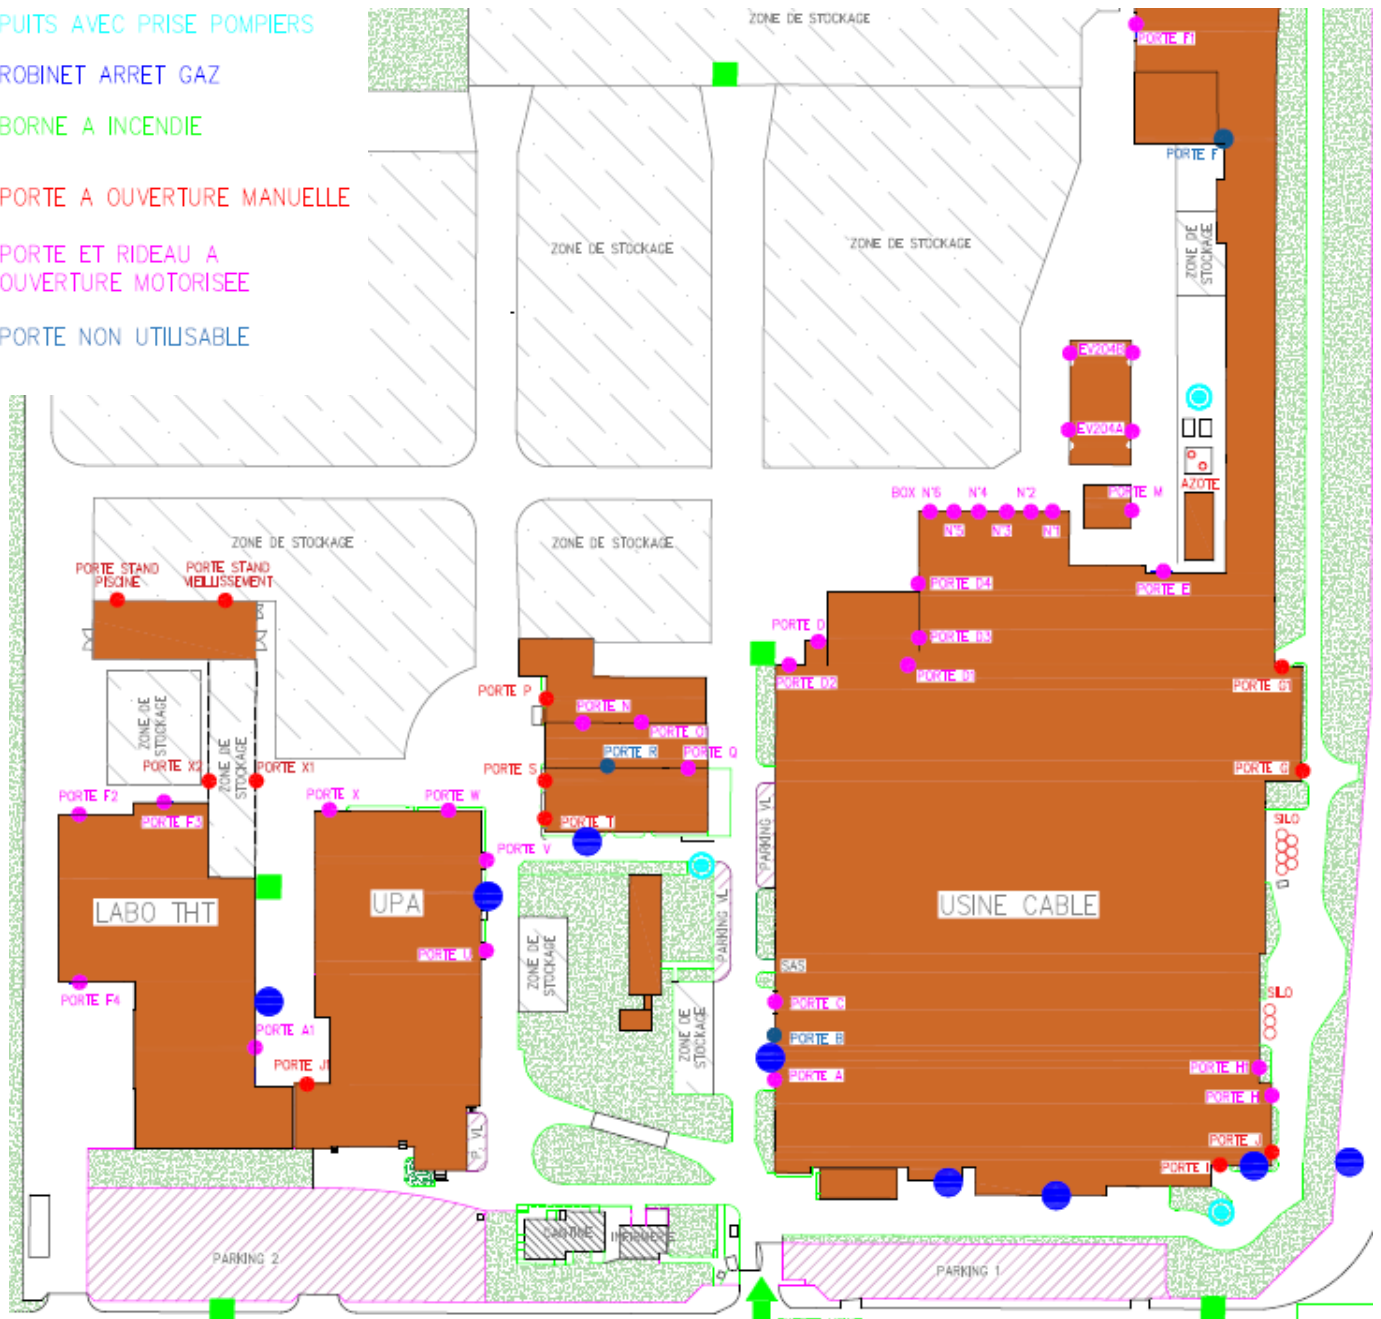 PUITS AVEC PRISE POMPIERS
ROBINET ARRET GAZ
BORNE A INCENDIE
PORTE A OUVERTURE MANUELLE
PORTE ET RIDEAU A
OUVERTURE MOTORISEE
PORTE NON UTILISABLE
ZONE DE STOCKAGE
PORTE F1
PORTE F
ZONE DE STOCKAGE
ZONE DE STOCKAGE
ZONE DE
STOCKAGE
EV204B
EV204A
AZOTE
BOX N°6
N°4
N°2
PORTE M
N°5
N°3
N°1
ZONE DE STOCKAGE
ZONE DE STOCKAGE
PORTE STAND
PISCINE
PORTE STAND
VIEILLISSEMENT
PORTE D4
PORTE E
PORTE D
PORTE D3
PORTE D2
PORTE D1
PORTE G1
PORTE P
PORTE N
PORTE O
ZONE DE
STOCKAGE
ZONE DE
STOCKAGE
PORTE X2
PORTE X1
PORTE R
PORTE Q
PORTE S
PORTE G
PORTE F2
PORTE F3
PORTE X
PORTE W
PORTE T
PARKING VL
SILO
PORTE V
LABO THT
UPA
USINE CABLE
PARKING VL
PORTE U
ZONE DE
STOCKAGE
SAS
PORTE F4
PORTE C
SILO
PORTE A1
PORTE B
ZONE DE
STOCKAGE
PORTE J1
PORTE A
PORTE H1
PORTE H
P. VL
PORTE J
PORTE I
CANTINE
INFIRMERIE
PARKING 2
PARKING 1